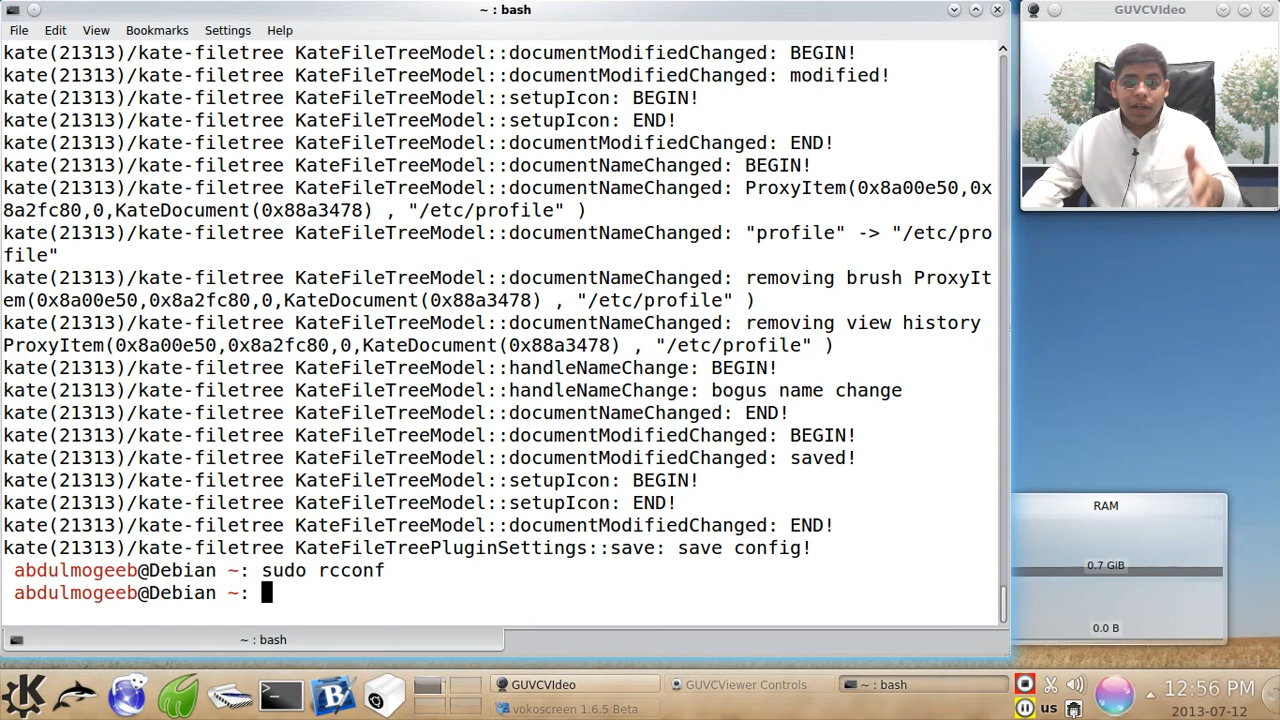 ~ : bash
GUVCVIdeo
File Edit View Bookmarks Settings Help
kate(21313)/kate-filetree KateFileTreeModel::documentModifiedChanged: BEGIN!
kate(21313)/kate-filetree KateFileTreeModel::documentModifiedChanged: modified!
kate(21313)/kate-filetree KateFileTreeModel::setupIcon: BEGIN!
kate(21313)/kate-filetree KateFileTreeModel::setupIcon: END!
kate(21313)/kate-filetree KateFileTreeModel::documentModifiedChanged: END!
kate(21313)/kate-filetree KateFileTreeModel::documentNameChanged: BEGIN!
kate(21313)/kate-filetree KateFileTreeModel::documentNameChanged: ProxyItem(0x8a00e50,0x
8a2fc80,0,KateDocument(0x88a3478) , "/etc/profile" )
kate(21313)/kate-filetree KateFileTreeModel::documentNameChanged: "profile" -> "/etc/pro
file"
kate(21313)/kate-filetree KateFileTreeModel::documentNameChanged: removing brush ProxyIt
em(0x8a00e50,0x8a2fc80,0,KateDocument(0x88a3478) , "/etc/profile" )
kate(21313)/kate-filetree KateFileTreeModel::documentNameChanged: removing view history
ProxyItem(0x8a00e50,0x8a2fc80,0,KateDocument(0x88a3478) , "/etc/profile" )
kate(21313)/kate-filetree KateFileTreeModel::handleNameChange: BEGIN!
kate(21313)/kate-filetree KateFileTreeModel::handleNameChange: bogus name change
kate(21313)/kate-filetree KateFileTreeModel::documentNameChanged: END!
kate(21313)/kate-filetree KateFileTreeModel::documentModifiedChanged: BEGIN!
kate(21313)/kate-filetree KateFileTreeModel::documentModifiedChanged: saved!
kate(21313)/kate-filetree KateFileTreeModel::setupIcon: BEGIN!
kate(21313)/kate-filetree KateFileTreeModel::setupIcon: END!
kate(21313)/kate-filetree KateFileTreeModel::documentModifiedChanged: END!
kate(21313)/kate-filetree KateFileTreePluginSettings::save: save config!
abdulmogeeb@Debian ~: sudo rcconf
abdulmogeeb@Debian ~:
RAM
0.7 GiB
0.0 B
~ : bash
GUVCVIdeo
GUVCViewer Controls
~ : bash
vokoscreen 1.6.5 Beta
us
12:56 PM
2013-07-12